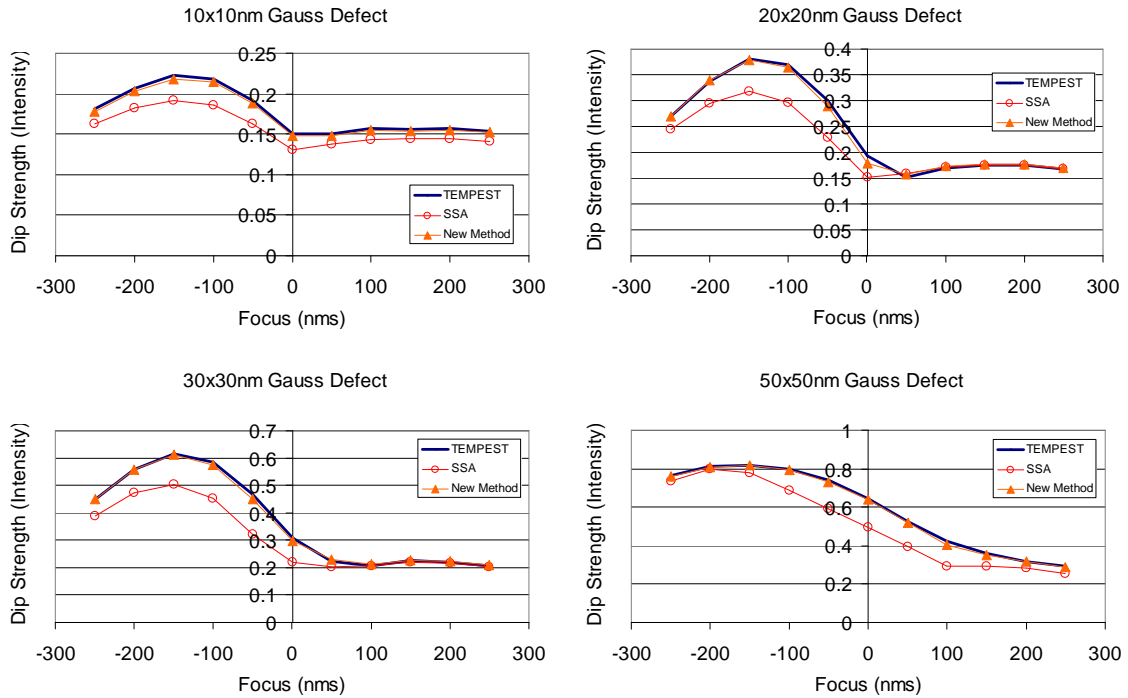 10x10nm Gauss Defect
Dip Strength (Intensity)
0.25
0.2
0.15
0.1
0.05
0
TEMPEST
SSA
New Method
-300 -200 -100 0 100 200 300
Focus (nms)
20x20nm Gauss Defect
Dip Strength (Intensity)
0.4
0.35
0.3
0.25
0.2
0.15
0.1
0.05
0
TEMPEST
SSA
New Method
-300 -200 -100 0 100 200 300
Focus (nms)
30x30nm Gauss Defect
Dip Strength (Intensity)
0.7
0.6
0.5
0.4
0.3
0.2
0.1
0
TEMPEST
SSA
New Method
-300 -200 -100 0 100 200 300
Focus (nms)
50x50nm Gauss Defect
Dip Strength (Intensity)
1
0.8
0.6
0.4
0.2
0
TEMPEST
SSA
New Method
-300 -200 -100 0 100 200 300
Focus (nms)